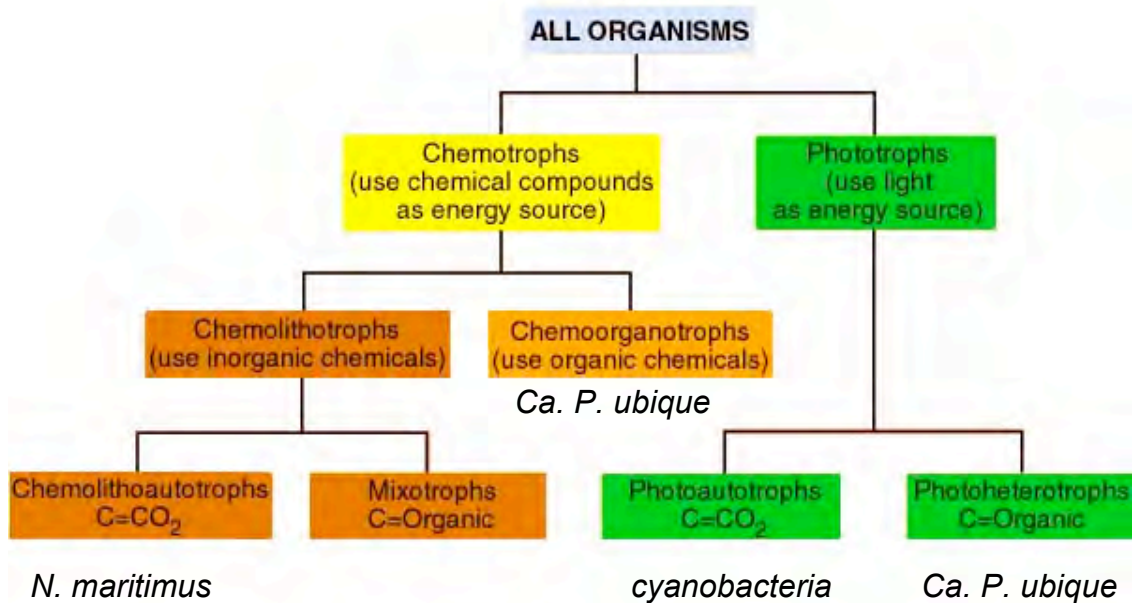 ALL ORGANISMS
Chemotrophs
(use chemical compounds
as energy source)
Phototrophs
(use light
as energy source)
Chemolithotrophs
(use inorganic chemicals)
Chemoorganotrophs
(use organic chemicals)
Ca. P. ubique
Chemolithoautotrophs
C=CO₂
Mixotrophs
C=Organic
Photoautotrophs
C=CO₂
Photoheterotrophs
C=Organic
N. maritimus
cyanobacteria
Ca. P. ubique